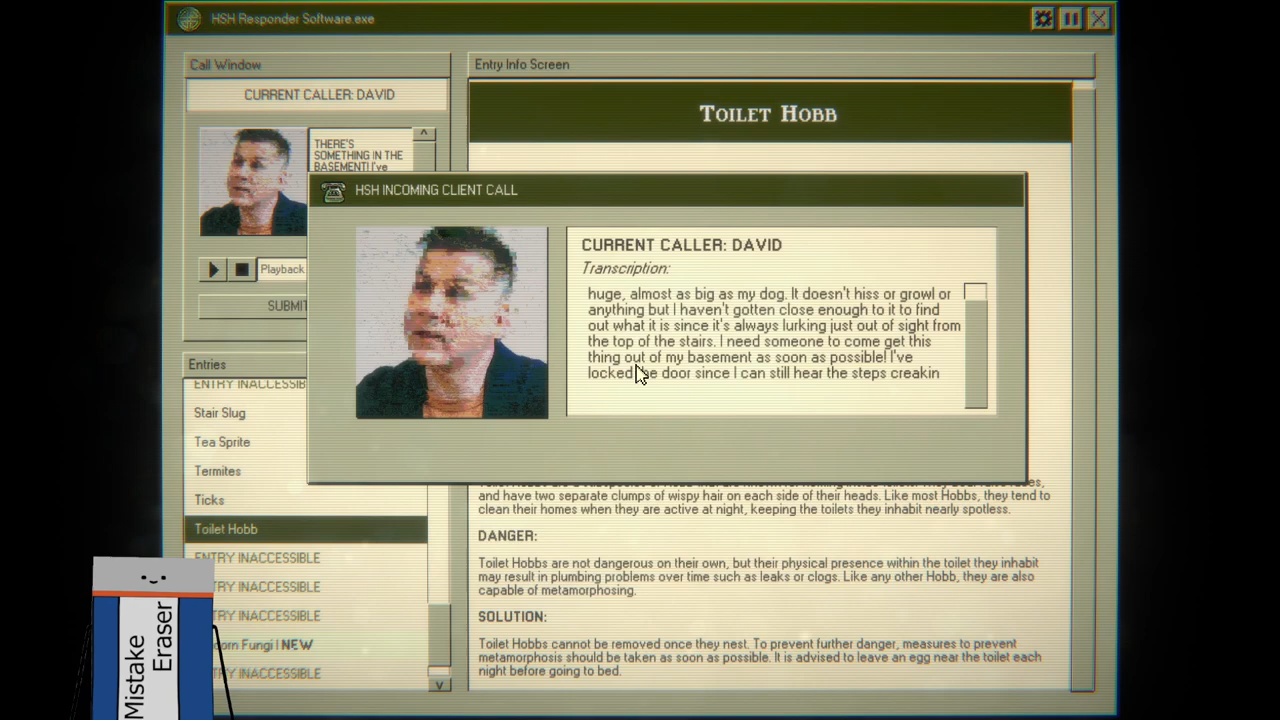 HSH Responder Software.exe
Call Window
CURRENT CALLER: DAVID
THERE'S
SOMETHING IN THE
BASEMENT! I've
Playback
SUBMIT
Entries
ENTRY INACCESSIB
Stair Slug
Tea Sprite
Termites
Ticks
Toilet Hobb
ENTRY INACCESSIBLE
TRY INACCESSIBLE
TRY INACCESSIBLE
orn Fungi | NEW
TRY INACCESSIBLE
Entry Info Screen
TOILET HOBB
HSH INCOMING CLIENT CALL
CURRENT CALLER: DAVID
Transcription:
huge, almost as big as my dog. It doesn't hiss or growl or
anything but I haven't gotten close enough to it to find
out what it is since it's always lurking just out of sight from
the top of the stairs. I need someone to come get this
thing out of my basement as soon as possible! I've
locked the door since I can still hear the steps creakin
and have two separate clumps of wispy hair on each side of their heads. Like most Hobbs, they tend to
clean their homes when they are active at night, keeping the toilets they inhabit nearly spotless.
DANGER:
Toilet Hobbs are not dangerous on their own, but their physical presence within the toilet they inhabit
may result in plumbing problems over time such as leaks or clogs. Like any other Hobb, they are also
capable of metamorphosing.
SOLUTION:
Toilet Hobbs cannot be removed once they nest. To prevent further danger, measures to prevent
metamorphosis should be taken as soon as possible. It is advised to leave an egg near the toilet each
night before going to bed.
Mistake
Eraser